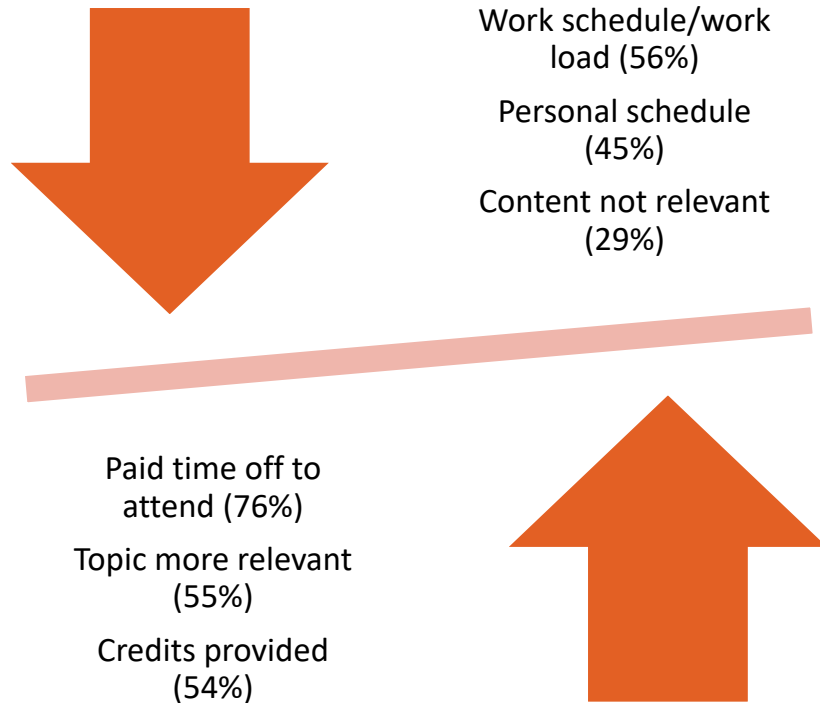 Work schedule/work
load (56%)
Personal schedule
(45%)
Content not relevant
(29%)
Paid time off to
attend (76%)
Topic more relevant
(55%)
Credits provided
(54%)